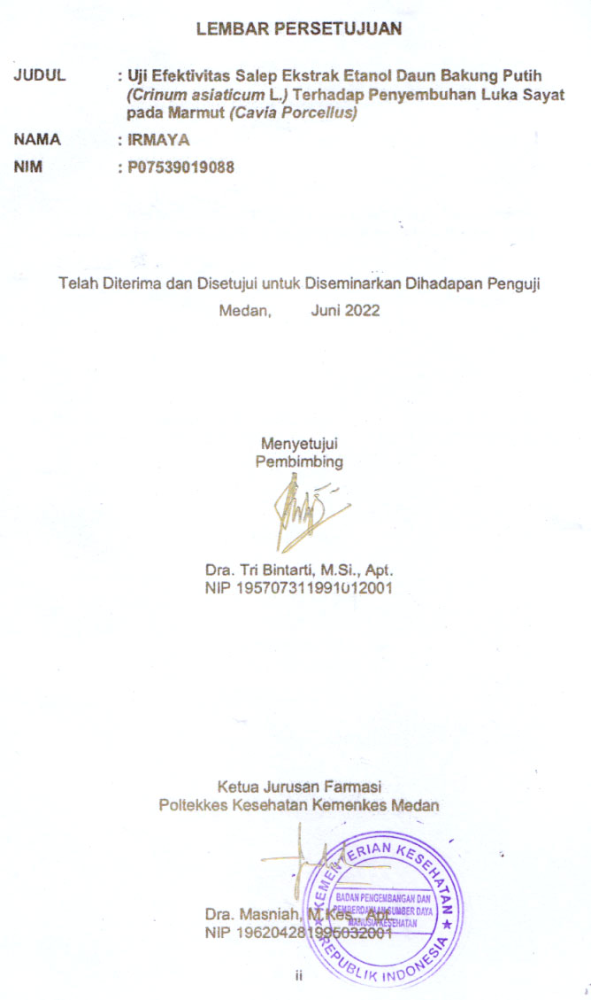 LEMBAR PERSETUJUAN
JUDUL : Uji Efektivitas Salep Ekstrak Etanol Daun Bakung Putih
(Crinum asiaticum L.) Terhadap Penyembuhan Luka Sayat
pada Marmut (Cavia Porcellus)
NAMA : IRMAYA
NIM : P07539019088
Telah Diterima dan Disetujui untuk Diseminarkan Dihadapan Penguji
Medan, Juni 2022
Menyetujui
Pembimbing
Dra. Tri Bintarti, M.Si., Apt.
NIP 195707311991012001
Ketua Jurusan Farmasi
Poltekkes Kesehatan Kemenkes Medan
KEMENTERIAN KESEHATAN
BADAN PENGEMBANGAN DAN
PEMBERDAYAAN SUMBER DAYA
MANUSIA KESEHATAN
REPUBLIK INDONESIA
Dra. Masniah, M.Kes., Apt.
NIP 196204281995032001
ii